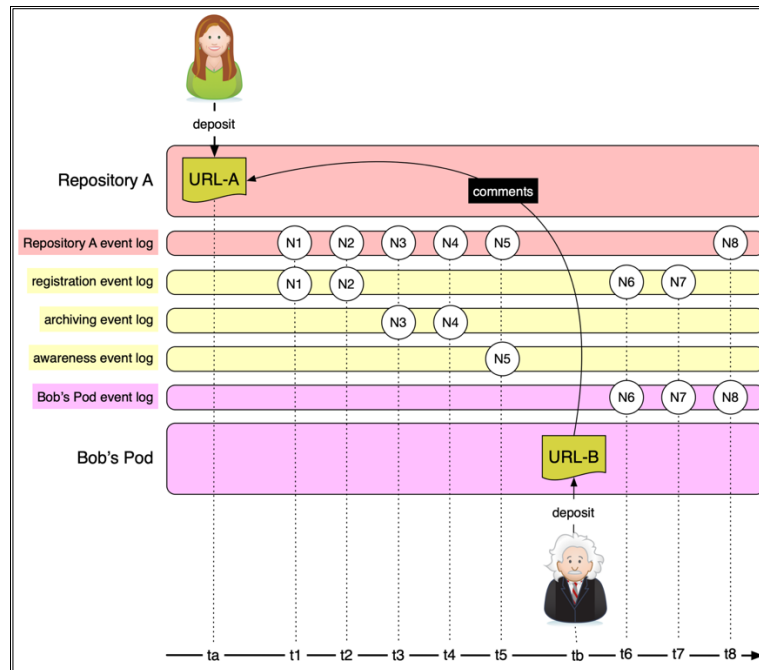 deposit
Repository A
URL-A
comments
Repository A event log
N1 N2 N3 N4 N5 N8
registration event log
N1 N2 N6 N7
archiving event log
N3 N4
awareness event log
N5
Bob's Pod event log
N6 N7 N8
Bob's Pod
URL-B
deposit
ta t1 t2 t3 t4 t5 tb t6 t7 t8